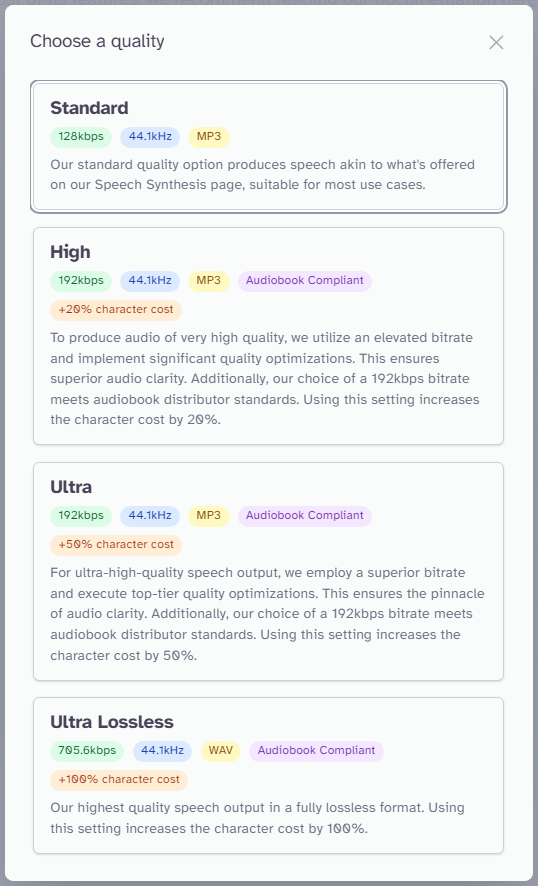 Choose a quality
Standard
128kbps 44.1kHz MP3
Our standard quality option produces speech akin to what's offered
on our Speech Synthesis page, suitable for most use cases.
High
192kbps 44.1kHz MP3 Audiobook Compliant
+20% character cost
To produce audio of very high quality, we utilize an elevated bitrate
and implement significant quality optimizations. This ensures
superior audio clarity. Additionally, our choice of a 192kbps bitrate
meets audiobook distributor standards. Using this setting increases
the character cost by 20%.
Ultra
192kbps 44.1kHz MP3 Audiobook Compliant
+50% character cost
For ultra-high-quality speech output, we employ a superior bitrate
and execute top-tier quality optimizations. This ensures the pinnacle
of audio clarity. Additionally, our choice of a 192kbps bitrate meets
audiobook distributor standards. Using this setting increases the
character cost by 50%.
Ultra Lossless
705.6kbps 44.1kHz WAV Audiobook Compliant
+100% character cost
Our highest quality speech output in a fully lossless format. Using
this setting increases the character cost by 100%.